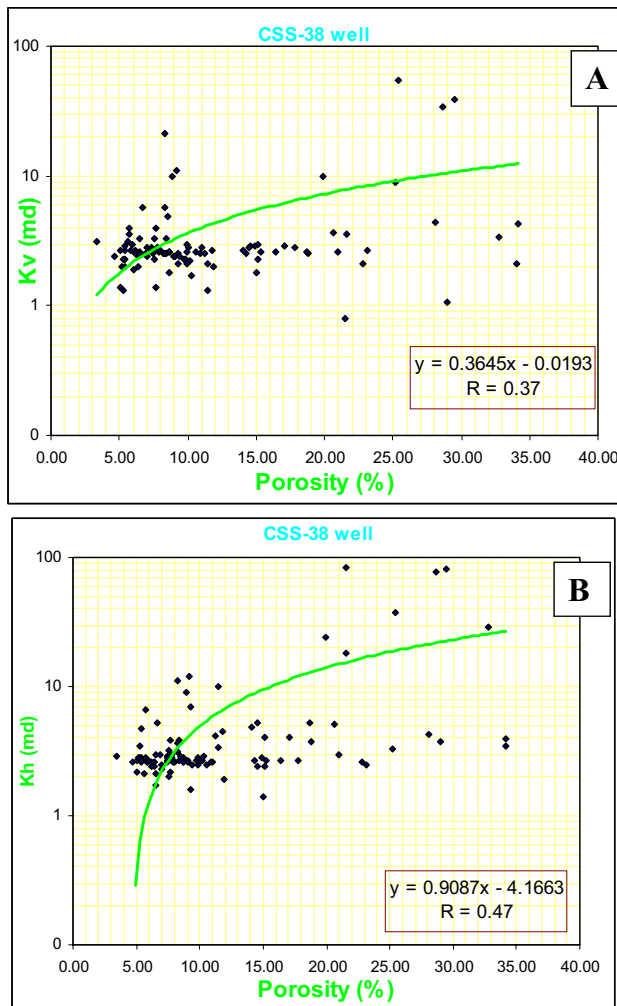 CSS-38 well
A
100
10
1
0
Kv (md)
y = 0.3645x - 0.0193
R = 0.37
0.00 5.00 10.00 15.00 20.00 25.00 30.00 35.00 40.00
Porosity (%)
CSS-38 well
B
100
10
1
0
Kh (md)
y = 0.9087x - 4.1663
R = 0.47
0.00 5.00 10.00 15.00 20.00 25.00 30.00 35.00 40.00
Porosity (%)